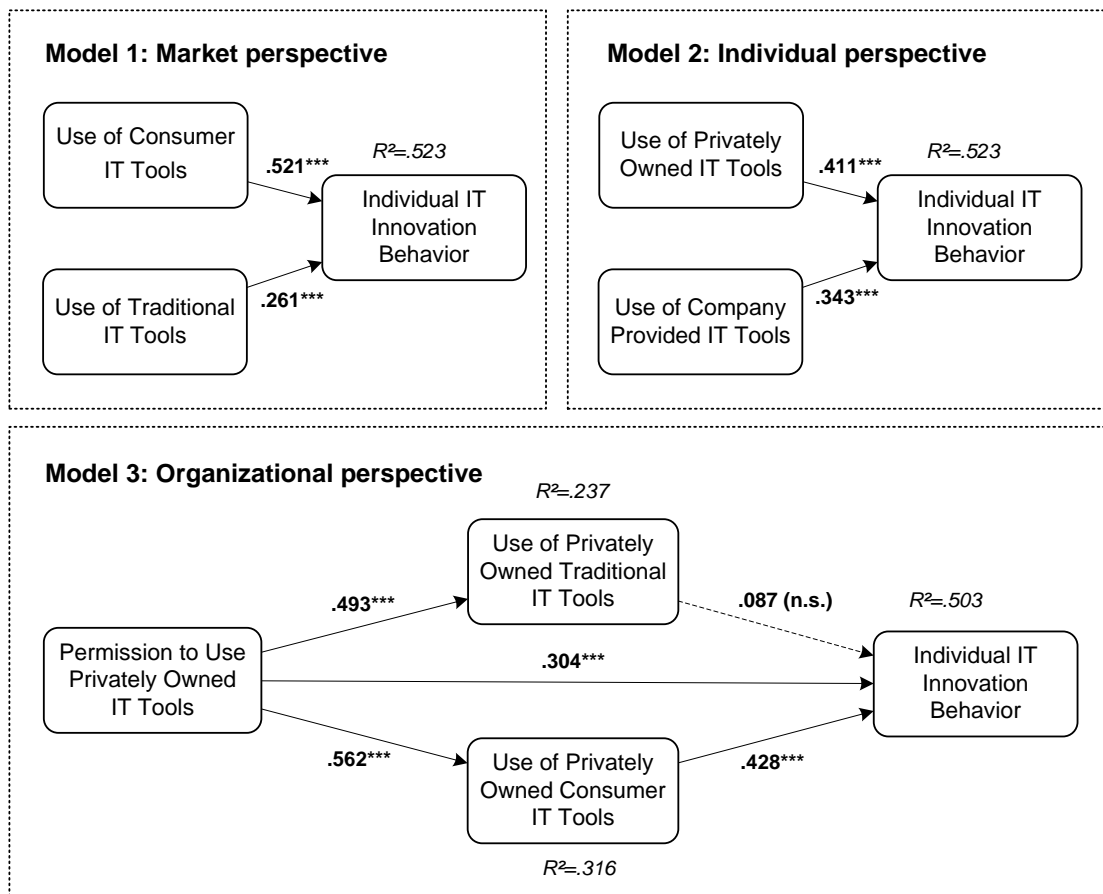 Model 1: Market perspective
Use of Consumer
IT Tools
.521***
R²=.523
Individual IT
Innovation
Behavior
Use of Traditional
IT Tools
.261***
Model 2: Individual perspective
Use of Privately
Owned IT Tools
.411***
R²=.523
Individual IT
Innovation
Behavior
Use of Company
Provided IT Tools
.343***
Model 3: Organizational perspective
R²=.237
Use of Privately
Owned Traditional
IT Tools
.493***
.087 (n.s.)
R²=.503
Permission to Use
Privately Owned
IT Tools
.304***
Individual IT
Innovation
Behavior
.562***
Use of Privately
Owned Consumer
IT Tools
.428***
R²=.316